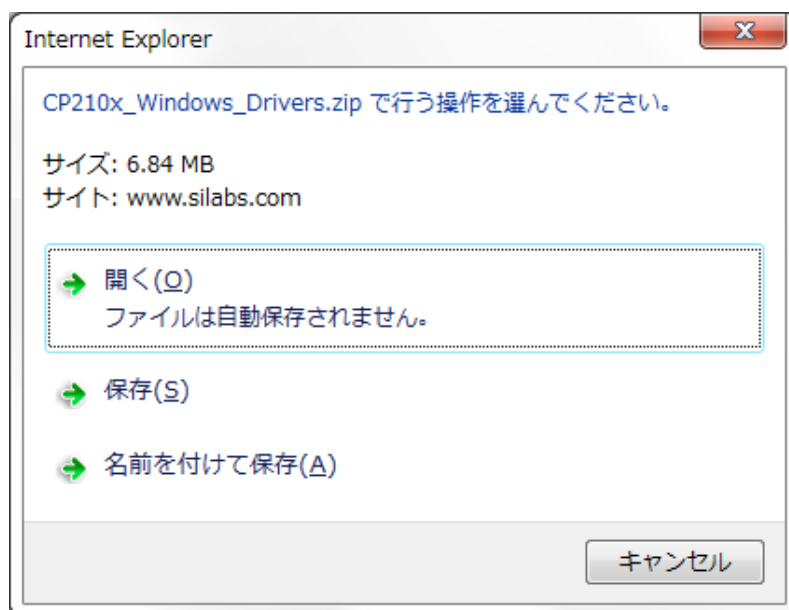 Internet Explorer
CP210x_Windows_Drivers.zip で行う操作を選んでください。
サイズ: 6.84 MB
サイト: www.silabs.com
開く(O)
ファイルは自動保存されません。
保存(S)
名前を付けて保存(A)
キャンセル